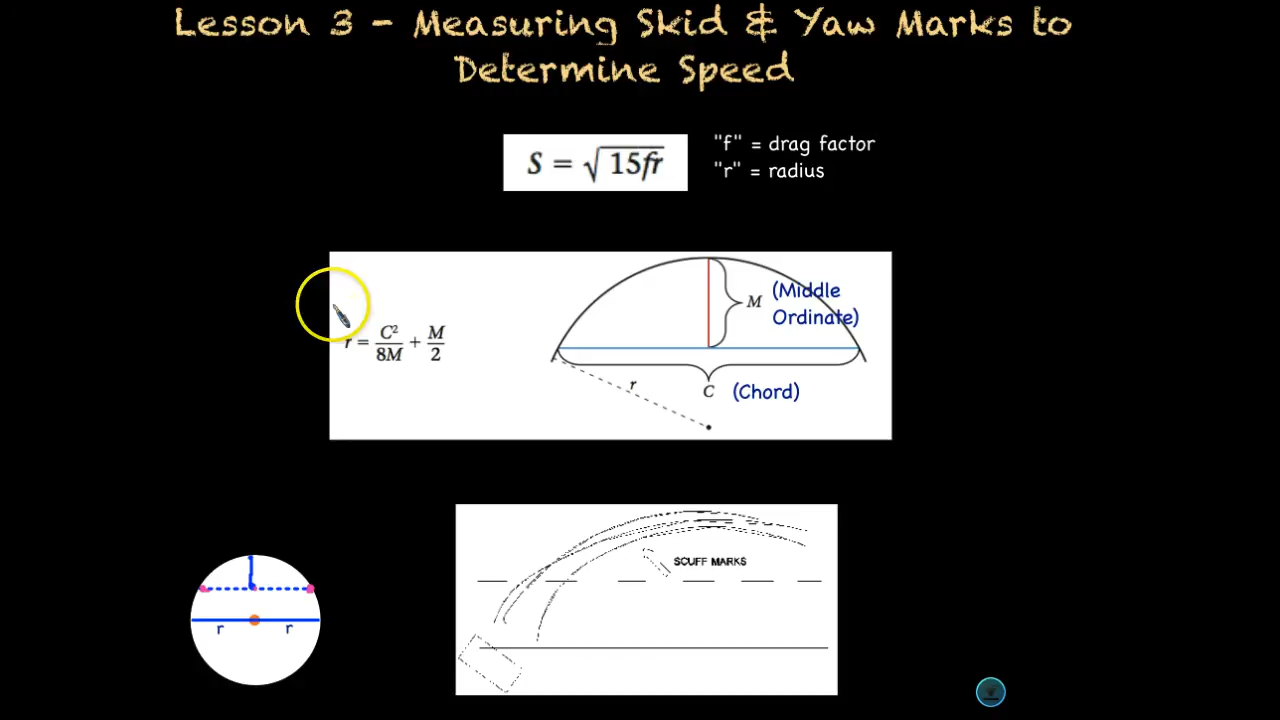 Lesson 3 - Measuring Skid & Yaw Marks to
Determine Speed
S = √15fr
"f" = drag factor
"r" = radius
r = C²/8M + M/2
M
(Middle
Ordinate)
r
C
(Chord)
SCUFF MARKS
r
r